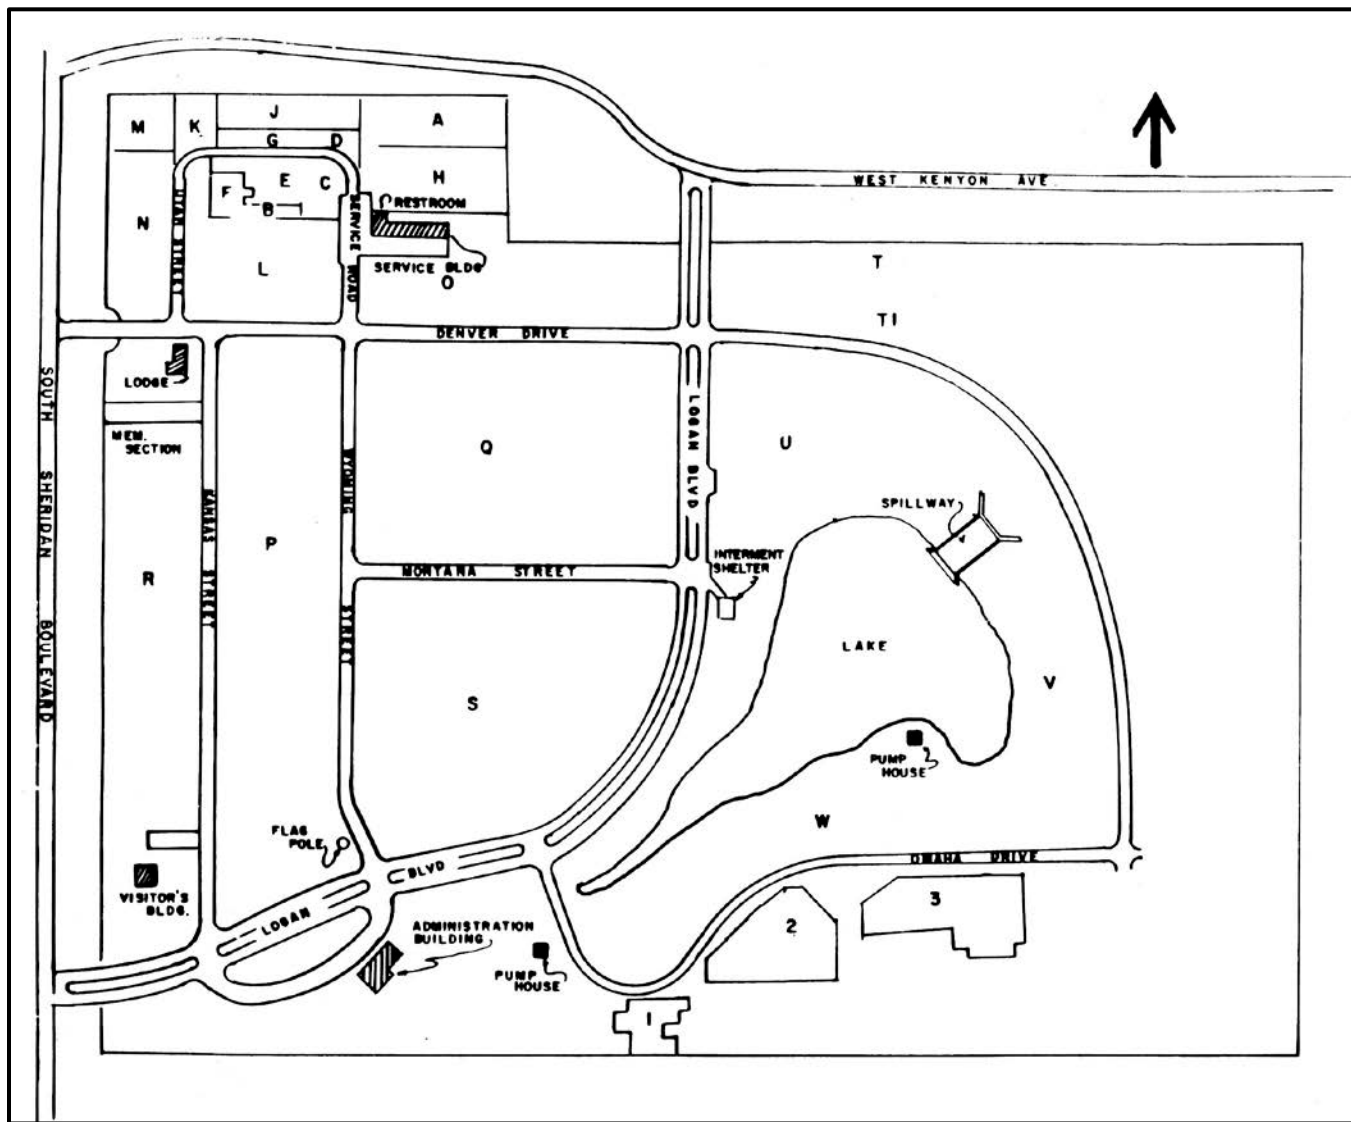 M
K
J
A
G
D
WEST KENYON AVE
F
E
C
H
B
RESTROOM
N
UTAH STREET
SERVICE ROAD
L
SERVICE BLDG
O
T
T1
DENVER DRIVE
SOUTH SHERIDAN BOULEVARD
LODGE
MEM.
SECTION
LOGAN BLVD
Q
U
KANSAS STREET
WYOMING STREET
P
SPILLWAY
R
MONTANA STREET
INTERMENT
SHELTER
LAKE
V
S
PUMP
HOUSE
W
FLAG
POLE
BLVD
OMAHA DRIVE
VISITOR'S
BLDG.
LOGAN
3
2
ADMINISTRATION
BUILDING
PUMP
HOUSE
1